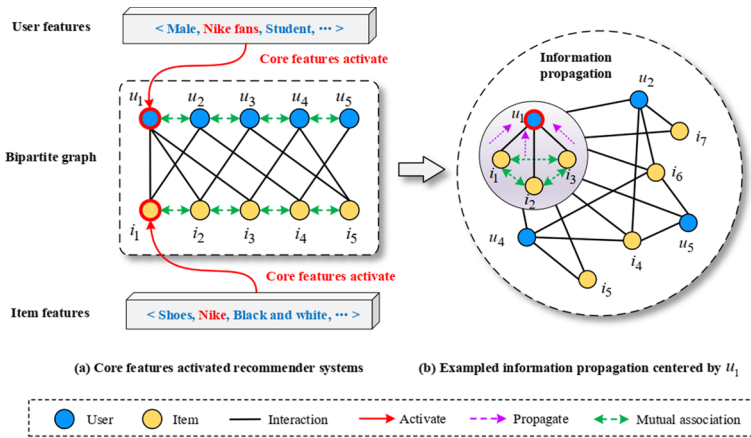 User features
< Male, Nike fans, Student, ··· >
Core features activate
Information
propagation
u1 u2 u3 u4 u5
Bipartite graph
i1 i2 i3 i4 i5
Core features activate
Item features
< Shoes, Nike, Black and white, ··· >
u2
u1
i7
i1 i3
i2
i6
u4
i4
u5
i5
(a) Core features activated recommender systems
(b) Exampled information propagation centered by u1
User Item Interaction Activate Propagate Mutual association